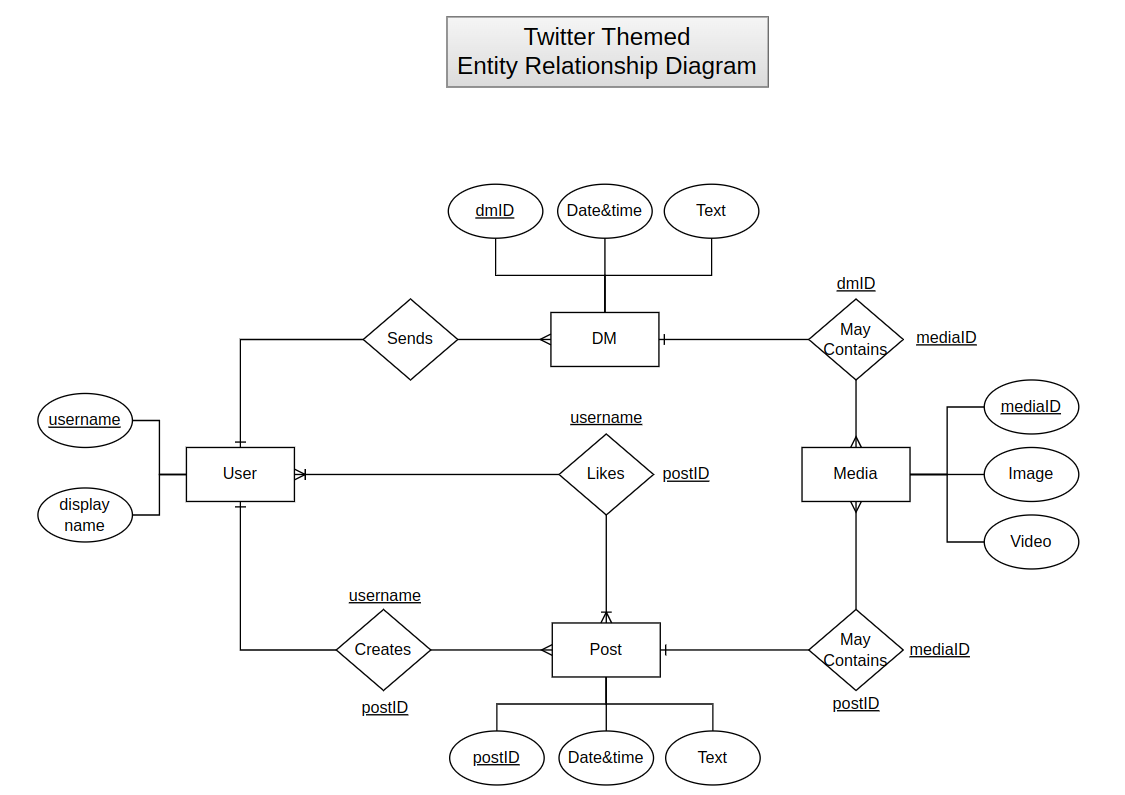 Twitter Themed
Entity Relationship Diagram
dmID
Date&time
Text
dmID
Sends
DM
May
Contains
mediaID
username
username
mediaID
User
Likes
postID
Media
Image
display
name
Video
username
Creates
Post
May
Contains
mediaID
postID
postID
postID
Date&time
Text